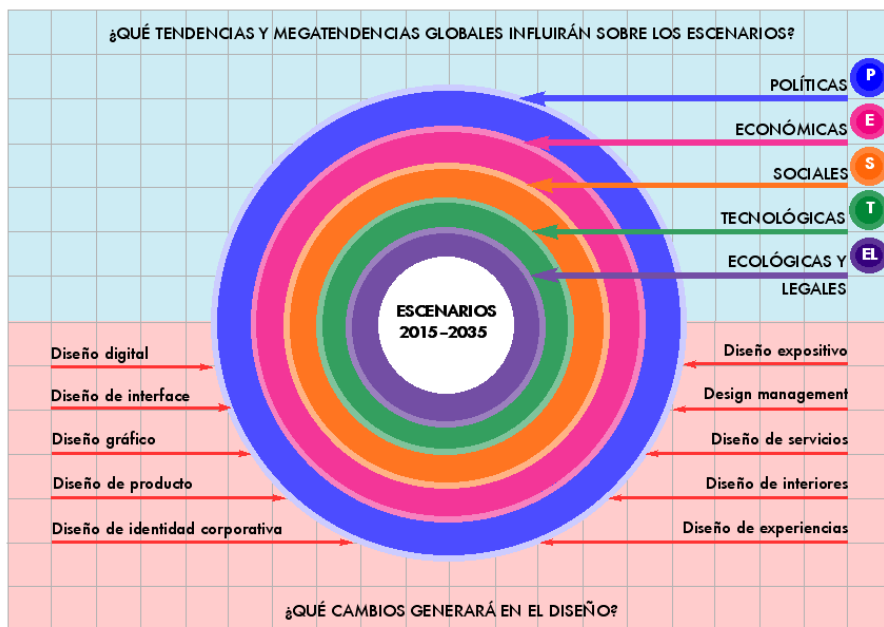 ¿QUÉ TENDENCIAS Y MEGATENDENCIAS GLOBALES INFLUIRÁN SOBRE LOS ESCENARIOS?
POLÍTICAS P
ECONÓMICAS E
SOCIALES S
TECNOLÓGICAS T
ECOLÓGICAS Y EL
LEGALES
ESCENARIOS
2015–2035
Diseño digital
Diseño de interface
Diseño gráfico
Diseño de producto
Diseño de identidad corporativa
Diseño expositivo
Design management
Diseño de servicios
Diseño de interiores
Diseño de experiencias
¿QUÉ CAMBIOS GENERARÁ EN EL DISEÑO?